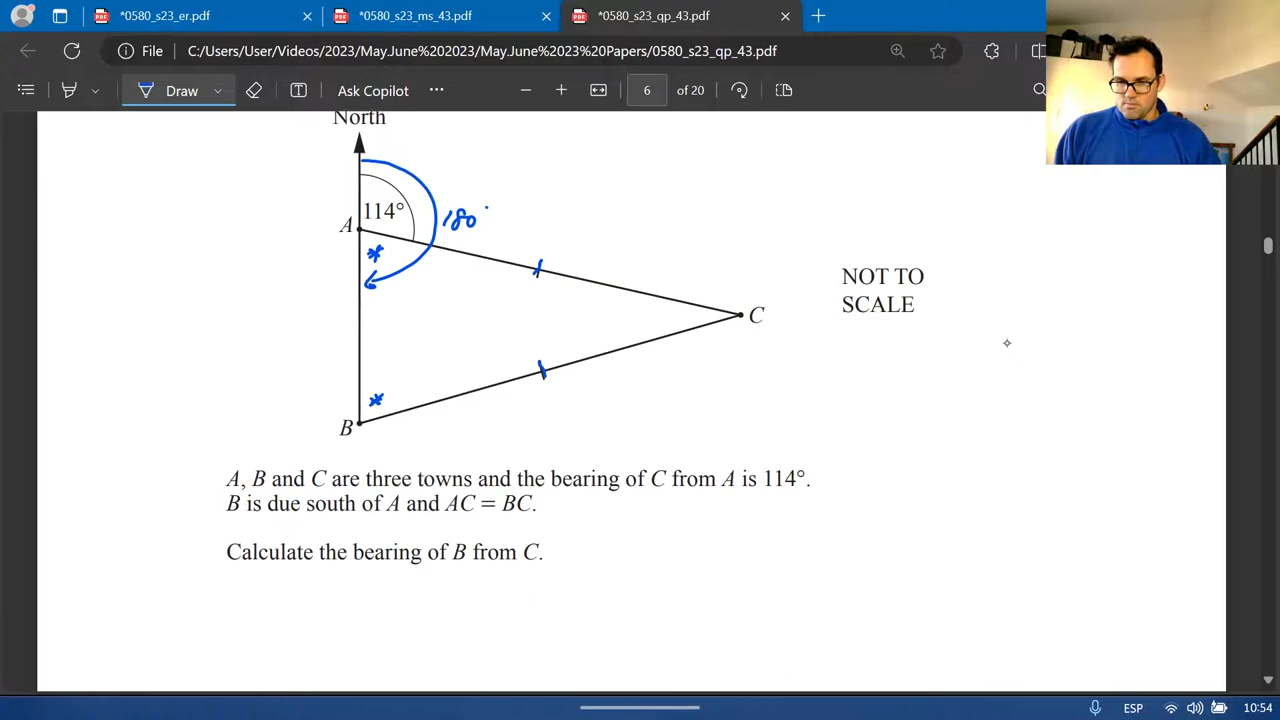 *0580_s23_er.pdf
*0580_s23_ms_43.pdf
*0580_s23_qp_43.pdf
File
C:/Users/User/Videos/2023/May.June%202023/May.June%2023%20Papers/0580_s23_qp_43.pdf
Draw
Ask Copilot
6 of 20
North
114°
180°
A
C
B
NOT TO
SCALE
A, B and C are three towns and the bearing of C from A is 114°.
B is due south of A and AC = BC.
Calculate the bearing of B from C.
ESP
10:54